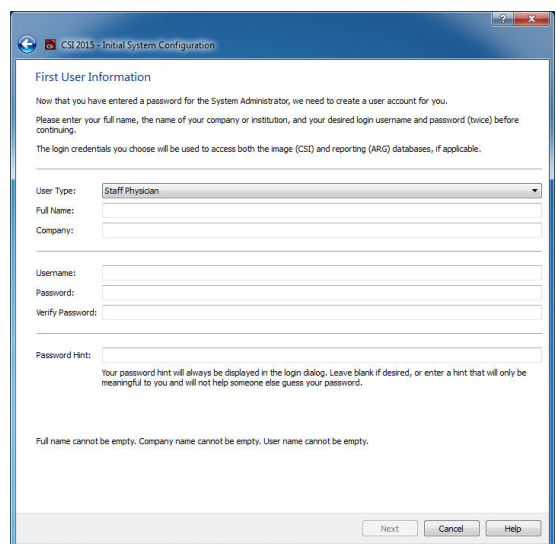 CSI 2015 - Initial System Configuration
First User Information
Now that you have entered a password for the System Administrator, we need to create a user account for you.
Please enter your full name, the name of your company or institution, and your desired login username and password (twice) before
continuing.
The login credentials you choose will be used to access both the image (CSI) and reporting (ARG) databases, if applicable.
User Type: Staff Physician
Full Name:
Company:
Username:
Password:
Verify Password:
Password Hint:
Your password hint will always be displayed in the login dialog. Leave blank if desired, or enter a hint that will only be
meaningful to you and will not help someone else guess your password.
Full name cannot be empty. Company name cannot be empty. User name cannot be empty.
Next Cancel Help